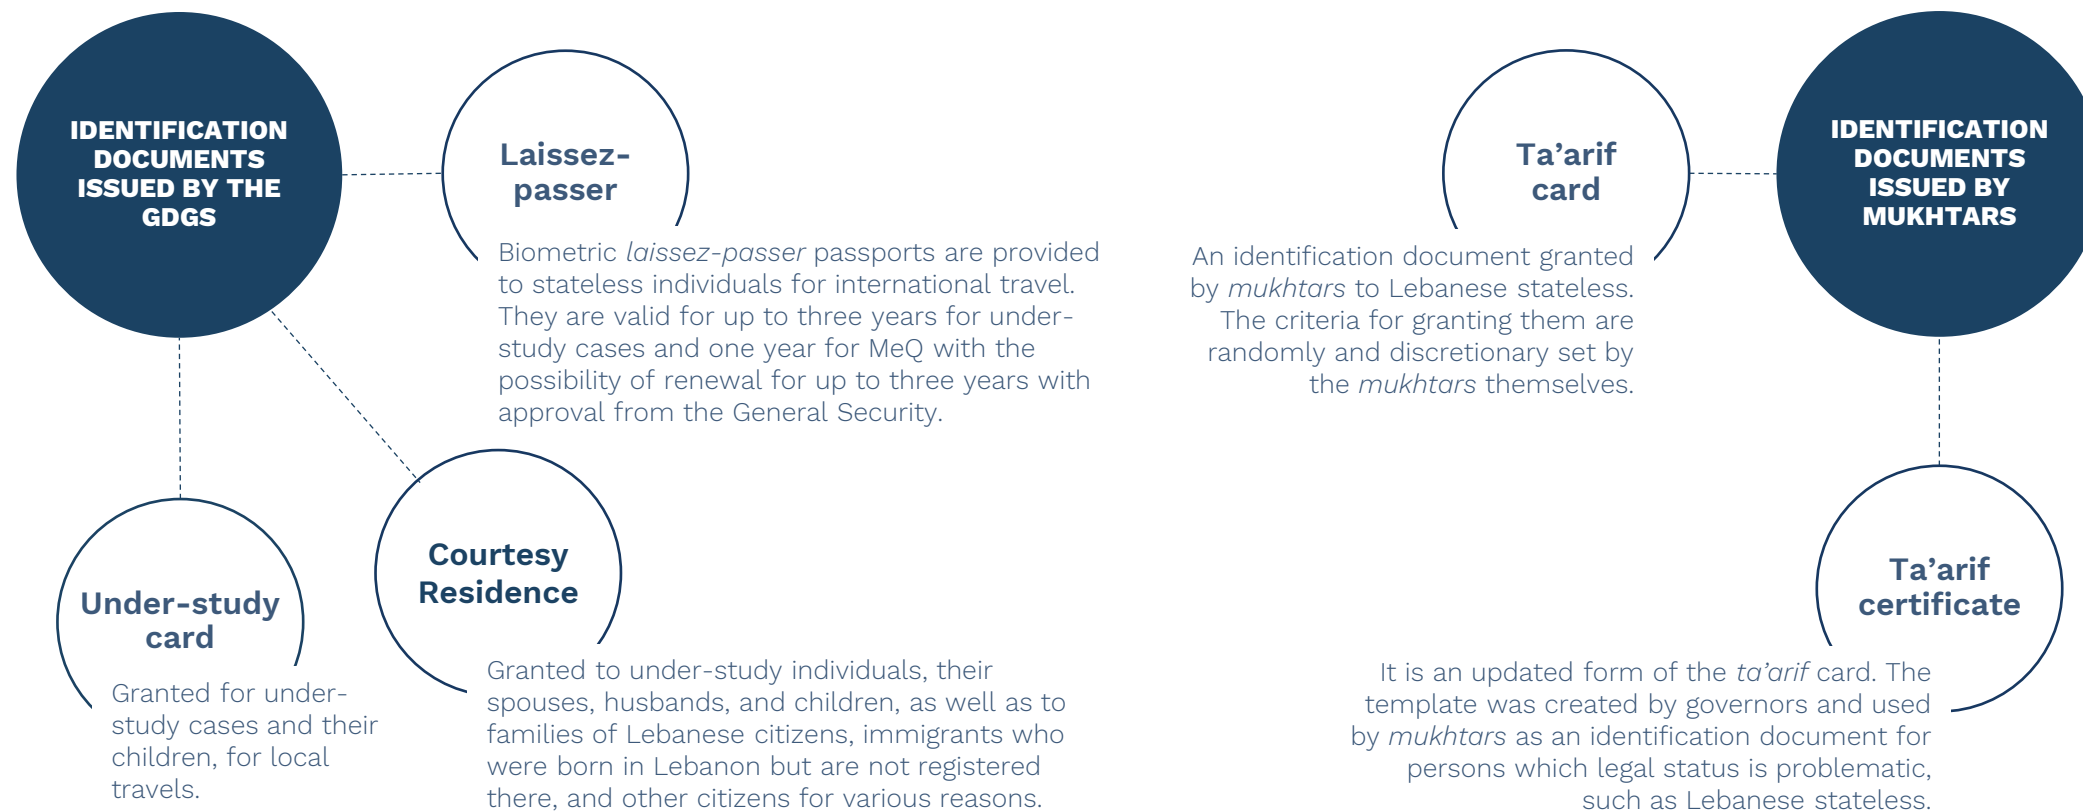 IDENTIFICATION
DOCUMENTS
ISSUED BY THE
GDGS
Laissez-
passer
Biometric laissez-passer passports are provided
to stateless individuals for international travel.
They are valid for up to three years for under-
study cases and one year for MeQ with the
possibility of renewal for up to three years with
approval from the General Security.
Courtesy
Residence
Granted to under-study individuals, their
spouses, husbands, and children, as well as to
families of Lebanese citizens, immigrants who
were born in Lebanon but are not registered
there, and other citizens for various reasons.
Under-study
card
Granted for under-
study cases and their
children, for local
travels.
IDENTIFICATION
DOCUMENTS
ISSUED BY
MUKHTARS
Ta’arif
card
An identification document granted
by mukhtars to Lebanese stateless.
The criteria for granting them are
randomly and discretionary set by
the mukhtars themselves.
Ta’arif
certificate
It is an updated form of the ta’arif card. The
template was created by governors and used
by mukhtars as an identification document for
persons which legal status is problematic,
such as Lebanese stateless.